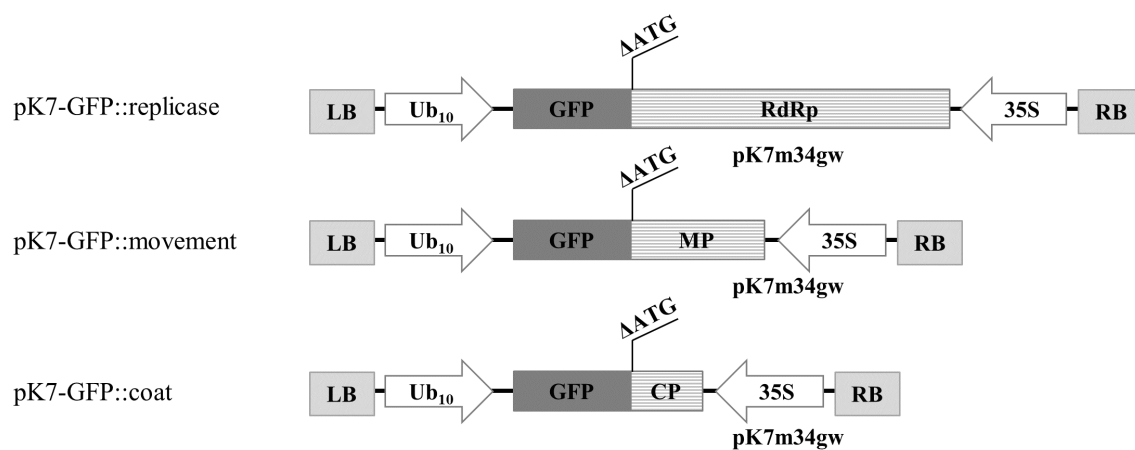 ΔATG
pK7-GFP::replicase LB Ub10 GFP RdRp 35S RB
pK7m34gw
ΔATG
pK7-GFP::movement LB Ub10 GFP MP 35S RB
pK7m34gw
ΔATG
pK7-GFP::coat LB Ub10 GFP CP 35S RB
pK7m34gw